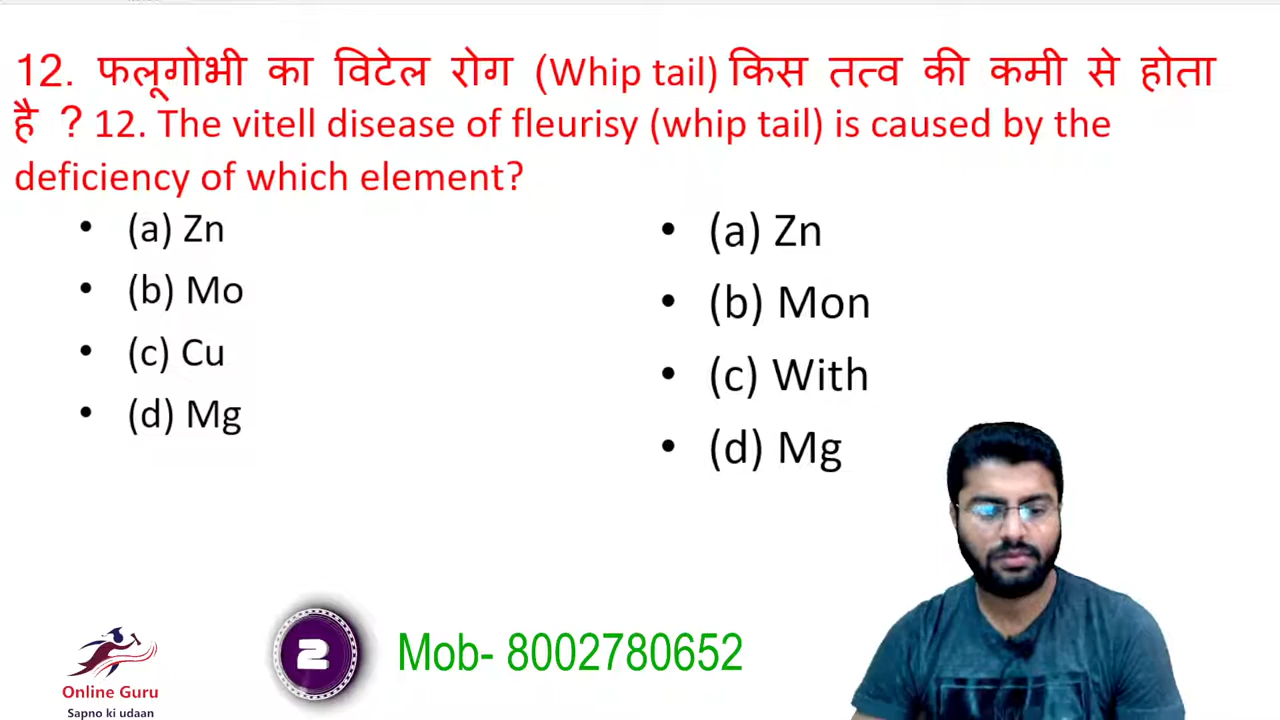 12. फलूगोभी का विटेल रोग (Whip tail) किस तत्व की कमी से होता
है ? 12. The vitell disease of fleurisy (whip tail) is caused by the
deficiency of which element?
• (a) Zn
• (b) Mo
• (c) Cu
• (d) Mg
• (a) Zn
• (b) Mon
• (c) With
• (d) Mg
2
Mob- 8002780652
Online Guru
Sapno ki udaan